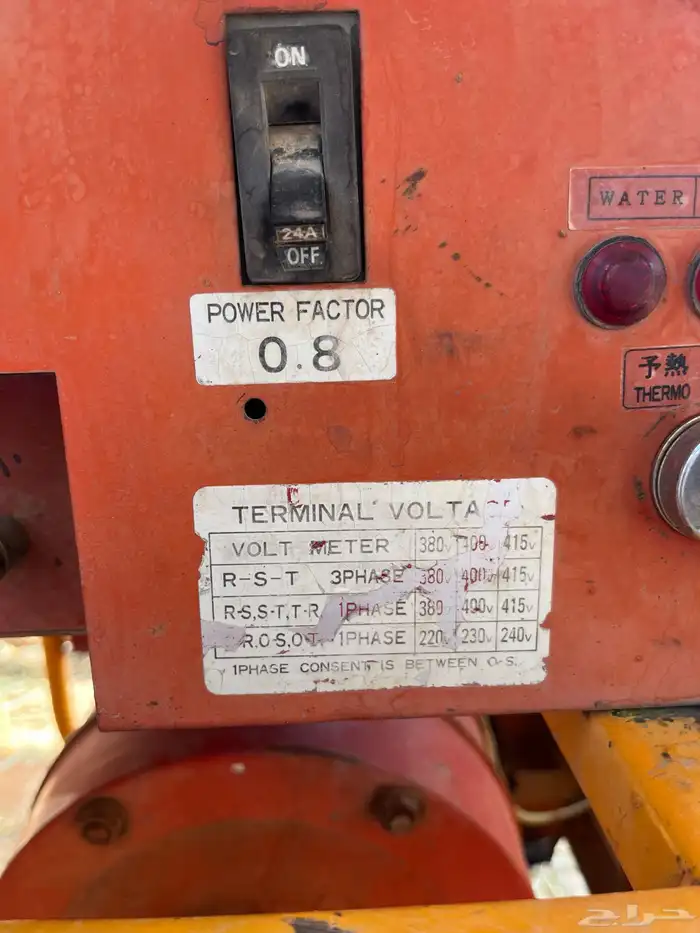 ON
24A
OFF
POWER FACTOR
0.8
WATER
予熱
THERMO
TERMINAL VOLTA
VOLT METER 380v 400v 415v
R-S-T 3PHASE 380v 400v 415v
R-S,S-T,T-R 1PHASE 380 400v 415v
R.O S,O T 1PHASE 220v 230v 240v
1PHASE CONSENT IS BETWEEN O-S.
حراج